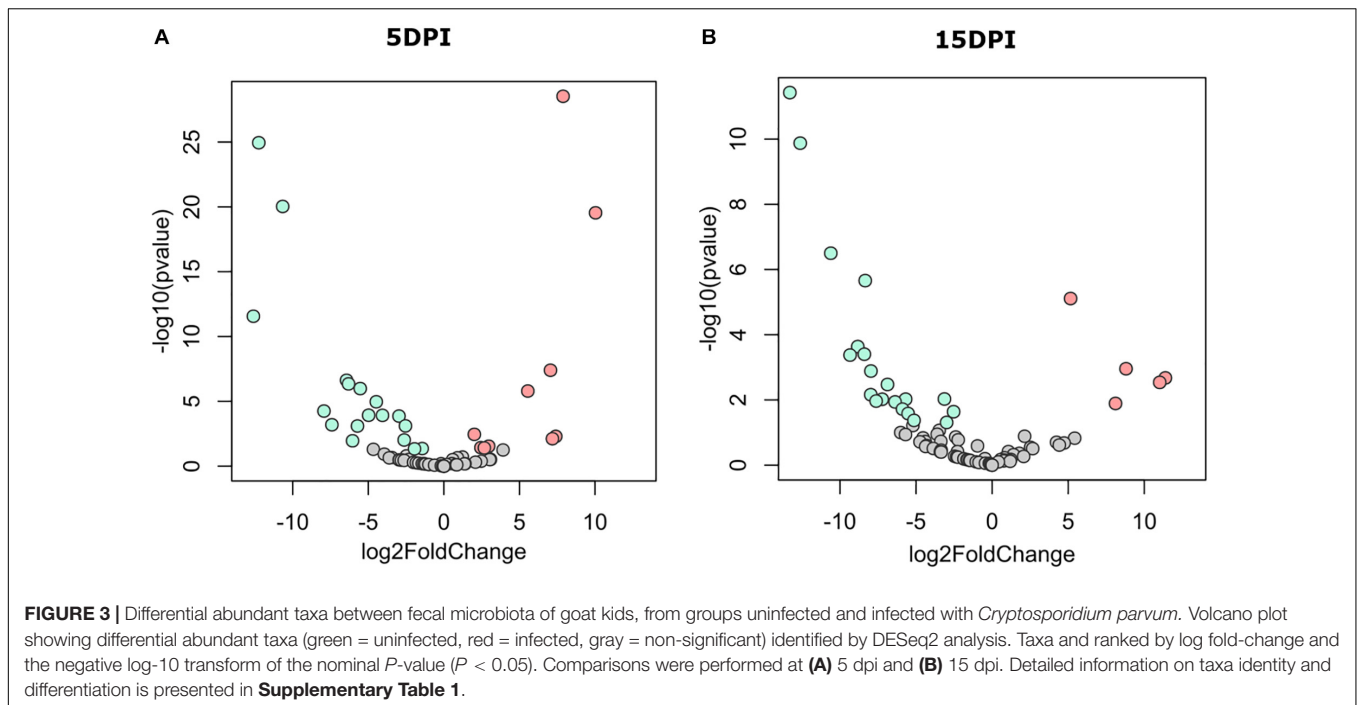 A
5DPI
B
15DPI
-log10(pvalue)
25
20
15
10
5
0
-10
-5
0
5
10
log2FoldChange
-log10(pvalue)
10
8
6
4
2
0
-10
-5
0
5
10
log2FoldChange
FIGURE 3 | Differential abundant taxa between fecal microbiota of goat kids, from groups uninfected and infected with Cryptosporidium parvum. Volcano plot
showing differential abundant taxa (green = uninfected, red = infected, gray = non-significant) identified by DESeq2 analysis. Taxa and ranked by log fold-change and
the negative log-10 transform of the nominal P-value (P < 0.05). Comparisons were performed at (A) 5 dpi and (B) 15 dpi. Detailed information on taxa identity and
differentiation is presented in Supplementary Table 1.